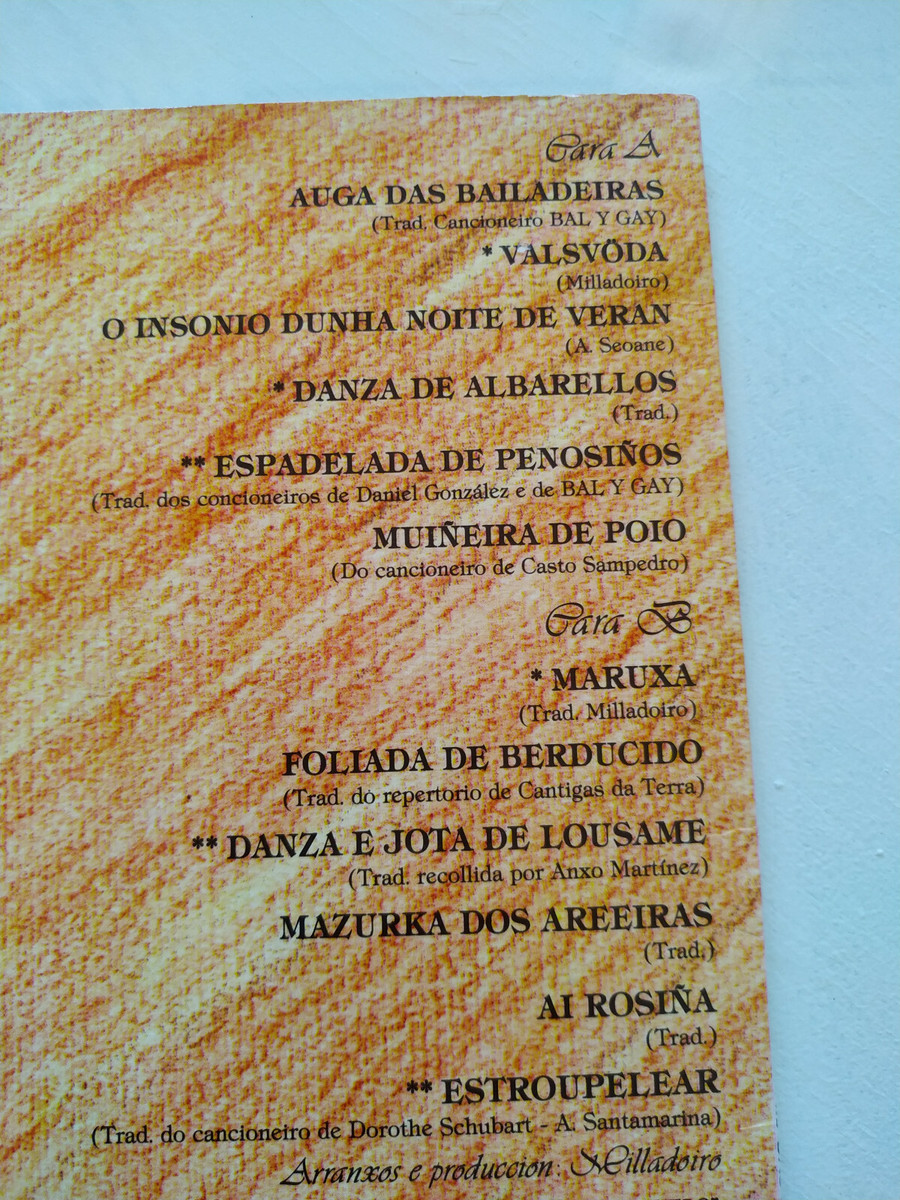 Cara A
AUGA DAS BAILADEIRAS
(Trad. Cancioneiro BAL Y GAY)
* VALSVÖDA
(Milladoiro)
O INSONIO DUNHA NOITE DE VERAN
(A. Seoane)
* DANZA DE ALBARELLOS
(Trad.)
** ESPADELADA DE PENOSIÑOS
(Trad. dos concioneiros de Daniel González e de BAL Y GAY)
MUIÑEIRA DE POIO
(Do cancioneiro de Casto Sampedro)
Cara B
* MARUXA
(Trad. Milladoiro)
FOLIADA DE BERDUCIDO
(Trad. do repertorio de Cantigas da Terra)
** DANZA E JOTA DE LOUSAME
(Trad. recollida por Anxo Martínez)
MAZURKA DOS AREEIRAS
(Trad.)
AI ROSIÑA
(Trad.)
** ESTROUPELEAR
(Trad. do cancioneiro de Dorothe Schubart - A. Santamarina)
Arranxos e produccion: Milladoiro